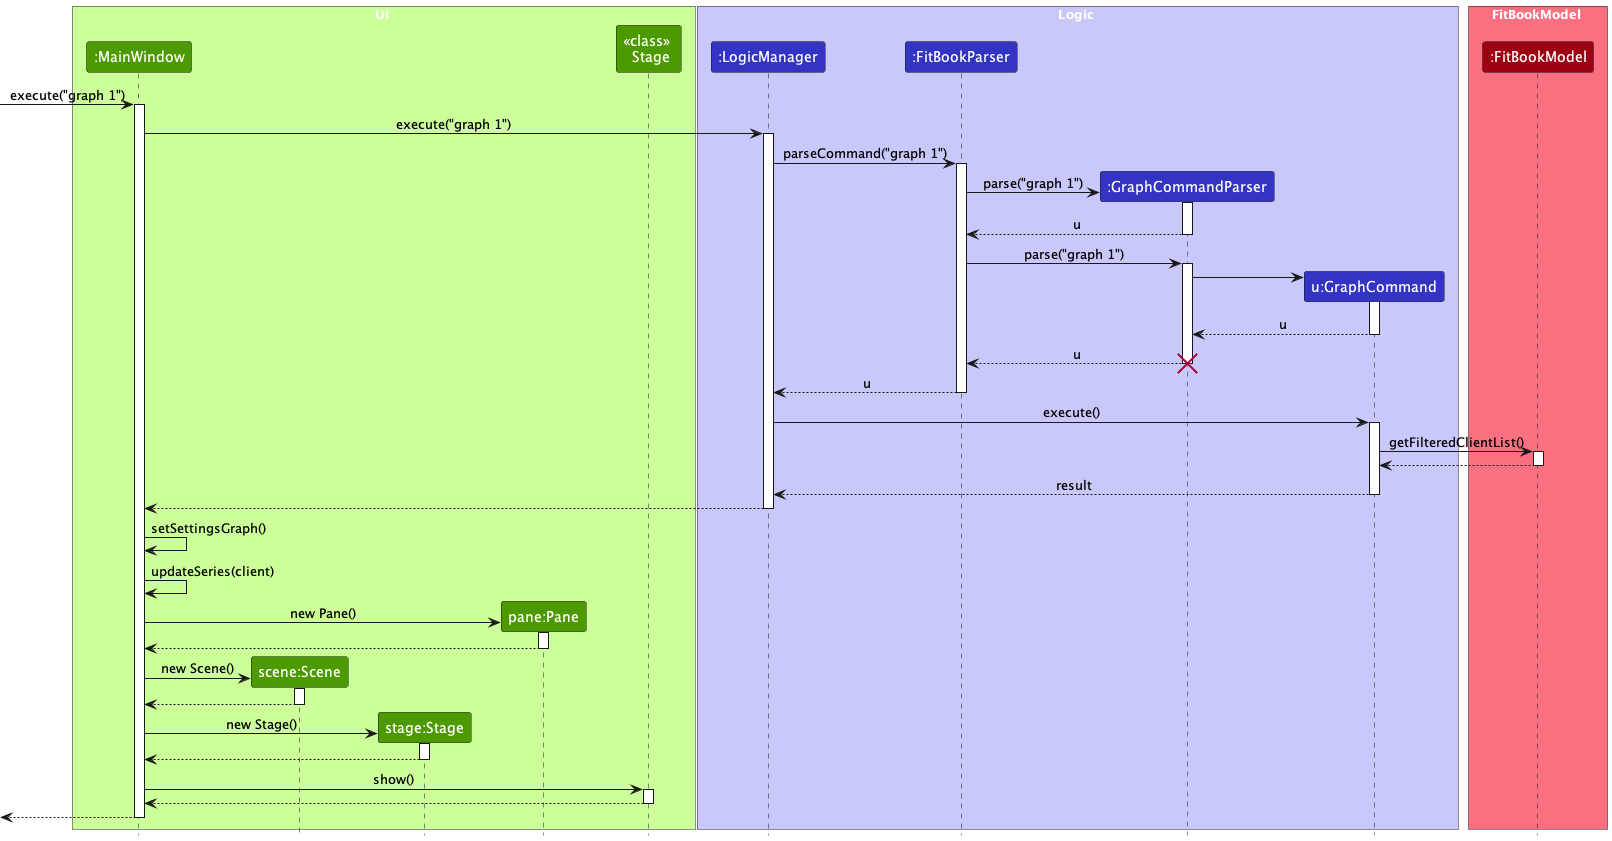 UI
Logic
FitBookModel
:MainWindow
«class»
Stage
:LogicManager
:FitBookParser
:FitBookModel
execute("graph 1")
execute("graph 1")
parseCommand("graph 1")
parse("graph 1")
:GraphCommandParser
u
parse("graph 1")
u:GraphCommand
u
u
u
execute()
getFilteredClientList()
result
setSettingsGraph()
updateSeries(client)
new Pane()
pane:Pane
new Scene()
scene:Scene
new Stage()
stage:Stage
show()